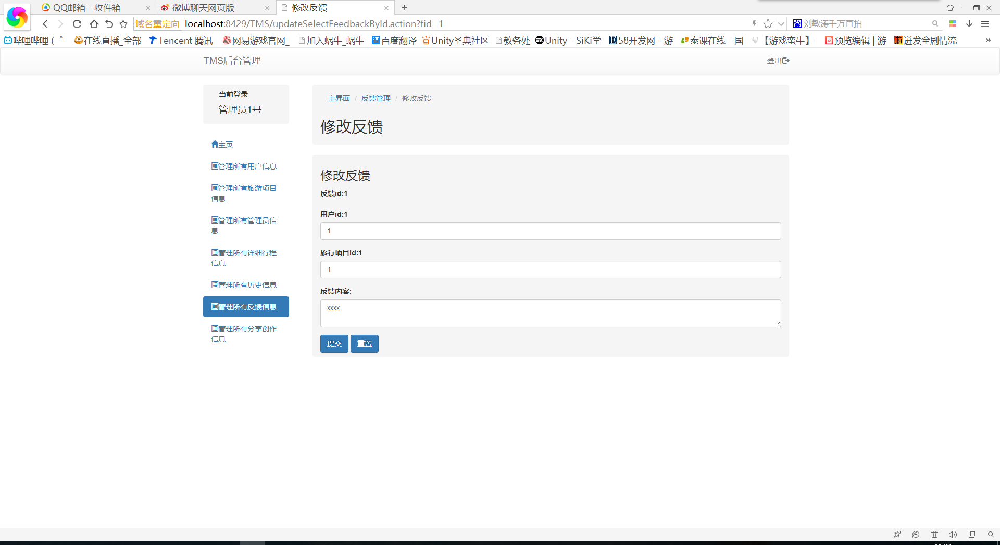 QQ邮箱 - 收件箱
微博聊天网页版
修改反馈
域名重定向 localhost:8429/TMS/updateSelectFeedbackById.action?fid=1
刘敏涛千万直拍
哔哩哔哩 ( ゜- 在线直播_全部 Tencent 腾讯 网易游戏官网_ 加入蜗牛_蜗牛 百度翻译 Unity圣典社区 教务处 Unity - SiKi学 58开发网 - 游 泰课在线 - 国 【游戏蛮牛】 - 预览编辑 | 游 迸发全剧情流 »
TMS后台管理
登出
当前登录
管理员1号
主页
管理所有用户信息
管理所有旅游项目
信息
管理所有管理员信
息
管理所有详细行程
信息
管理所有历史信息
管理所有反馈信息
管理所有分享创作
信息
主界面 / 反馈管理 / 修改反馈
修改反馈
修改反馈
反馈id:1
用户id:1
1
旅行项目id:1
1
反馈内容:
xxxx
提交 重置